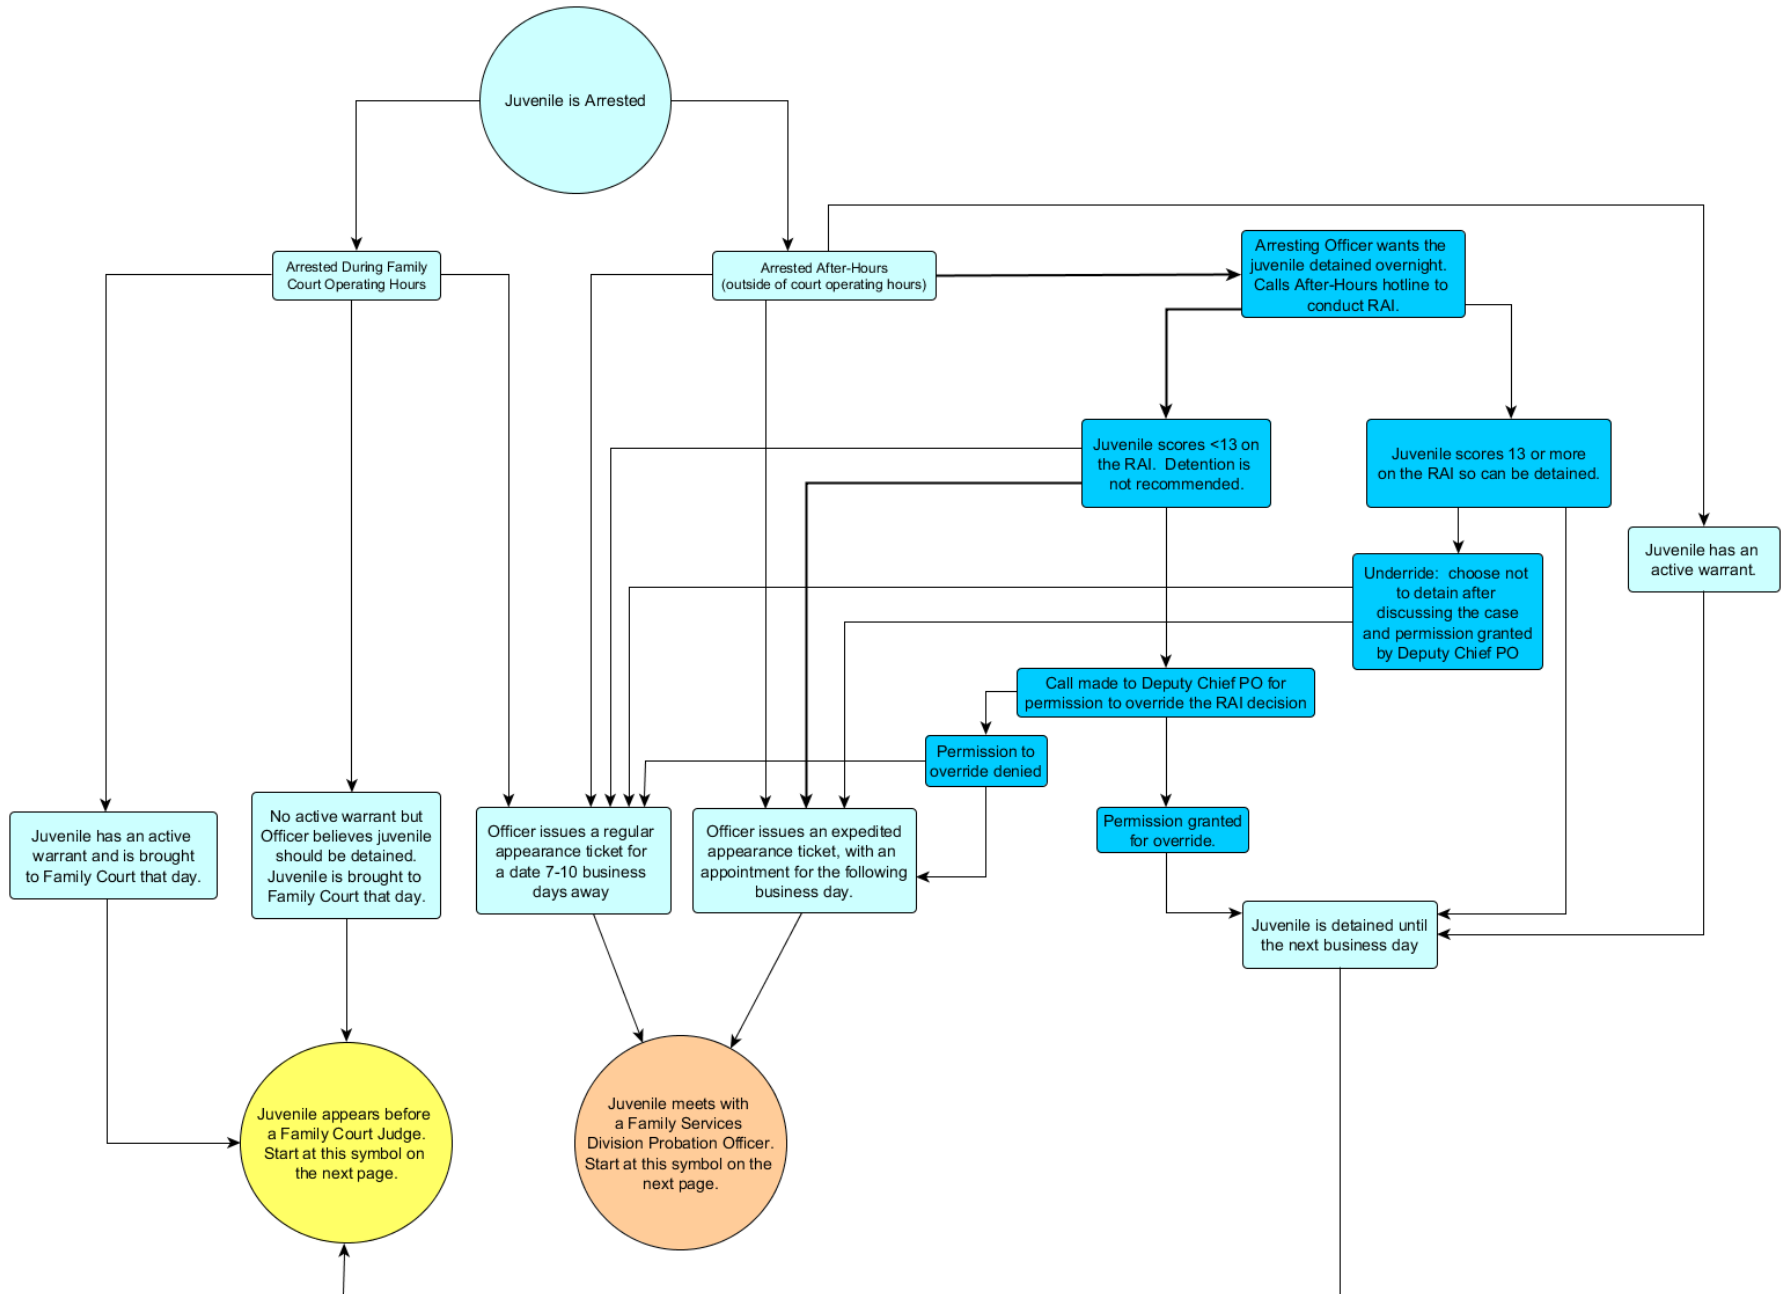 Juvenile is Arrested
Arrested During Family
Court Operating Hours
Arrested After-Hours
(outside of court operating hours)
Arresting Officer wants the
juvenile detained overnight.
Calls After-Hours hotline to
conduct RAI.
Juvenile scores <13 on
the RAI. Detention is
not recommended.
Juvenile scores 13 or more
on the RAI so can be detained.
Juvenile has an
active warrant.
Underride: choose not
to detain after
discussing the case
and permission granted
by Deputy Chief PO
Call made to Deputy Chief PO for
permission to override the RAI decision
Permission to
override denied
Permission granted
for override.
Juvenile has an active
warrant and is brought
to Family Court that day.
No active warrant but
Officer believes juvenile
should be detained.
Juvenile is brought to
Family Court that day.
Officer issues a regular
appearance ticket for
a date 7-10 business
days away
Officer issues an expedited
appearance ticket, with an
appointment for the following
business day.
Juvenile is detained until
the next business day
Juvenile appears before
a Family Court Judge.
Start at this symbol on
the next page.
Juvenile meets with
a Family Services
Division Probation Officer.
Start at this symbol on the
next page.